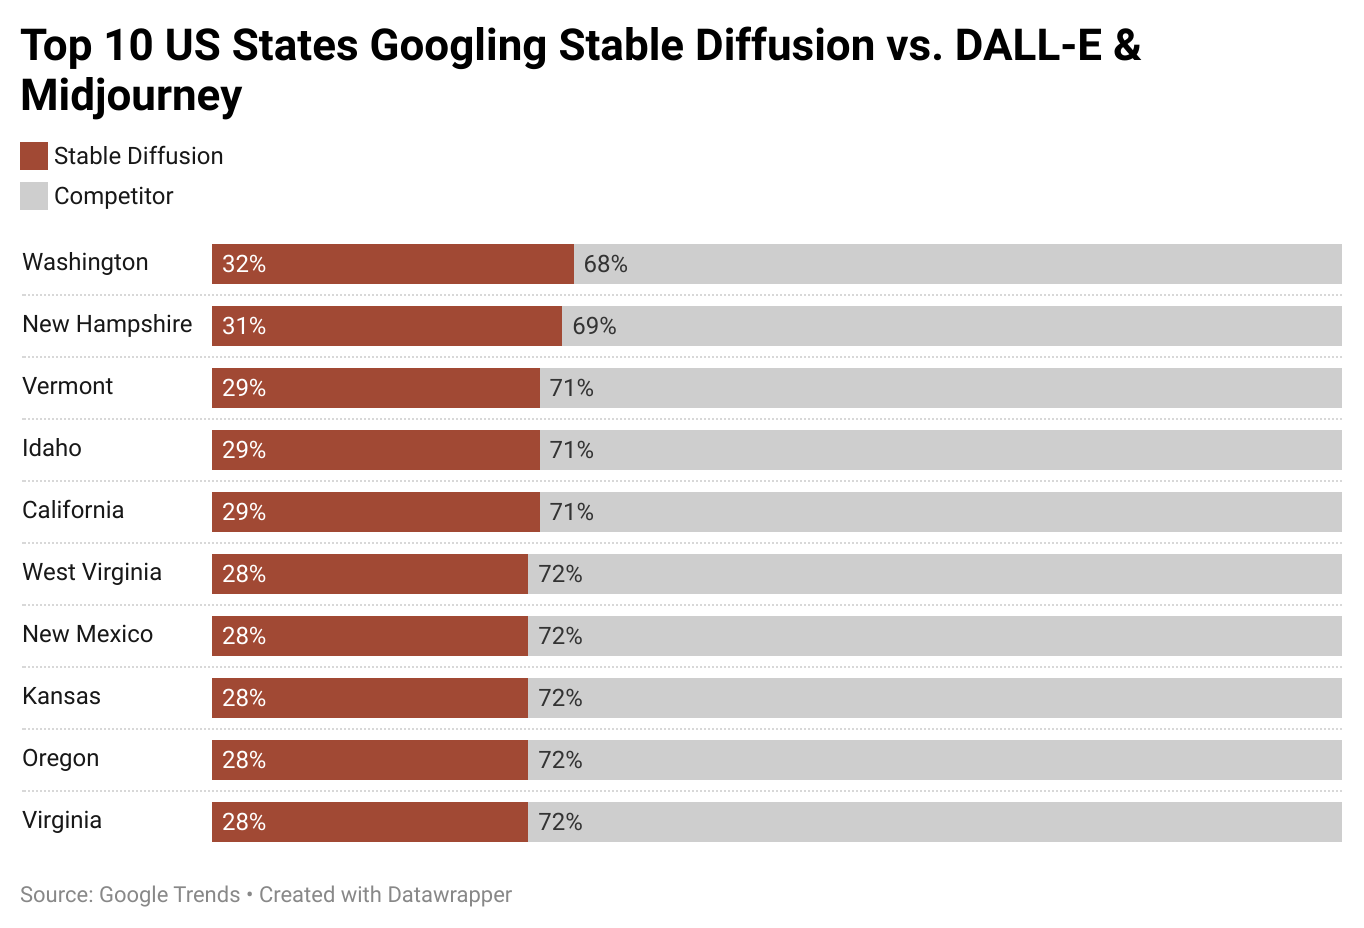 Top 10 US States Googling Stable Diffusion vs. DALL-E &
Midjourney
Stable Diffusion
Competitor
Washington 32% 68%
New Hampshire 31% 69%
Vermont 29% 71%
Idaho 29% 71%
California 29% 71%
West Virginia 28% 72%
New Mexico 28% 72%
Kansas 28% 72%
Oregon 28% 72%
Virginia 28% 72%
Source: Google Trends • Created with Datawrapper